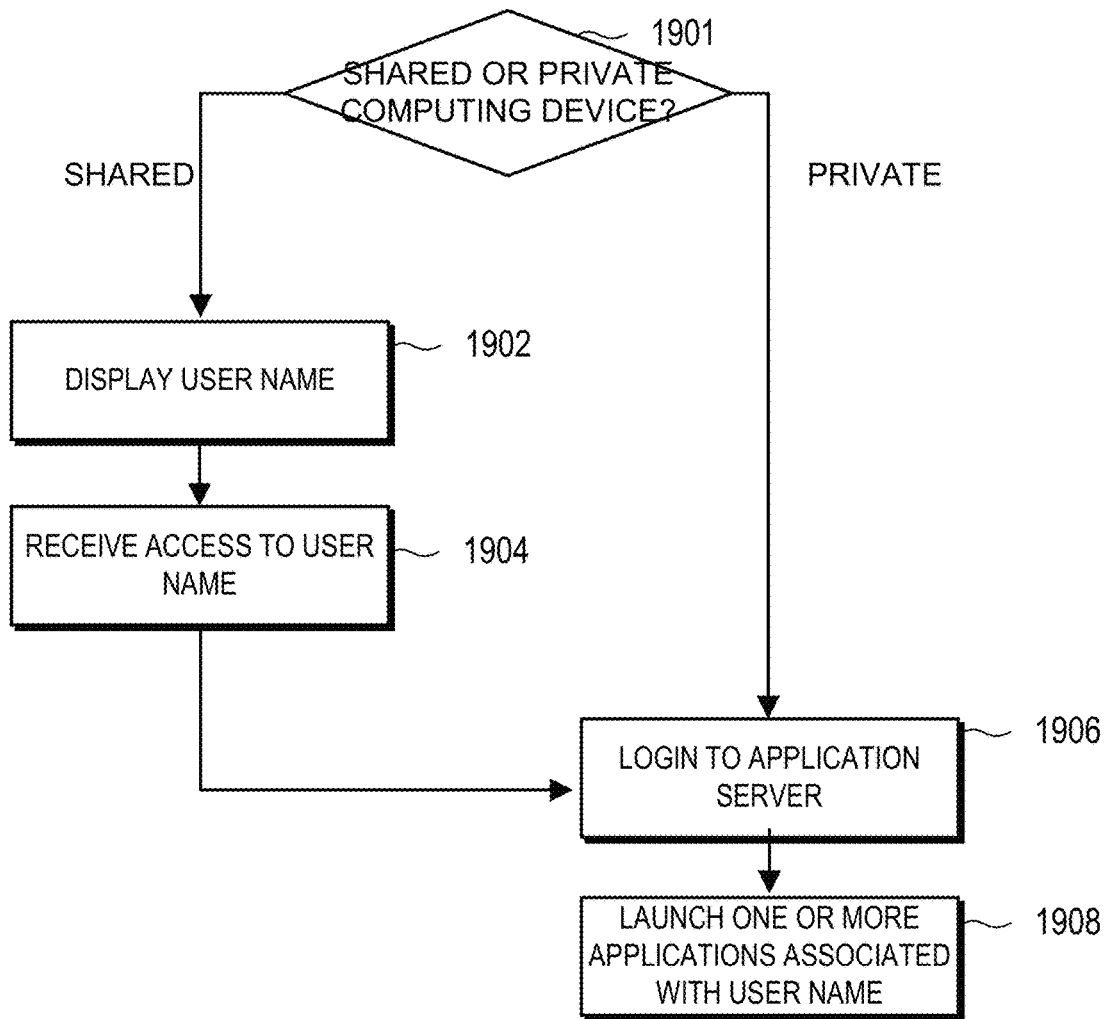 1901
SHARED OR PRIVATE
COMPUTING DEVICE?
SHARED
PRIVATE
1902
DISPLAY USER NAME
RECEIVE ACCESS TO USER
NAME
1904
1906
LOGIN TO APPLICATION
SERVER
LAUNCH ONE OR MORE
APPLICATIONS ASSOCIATED
WITH USER NAME
1908